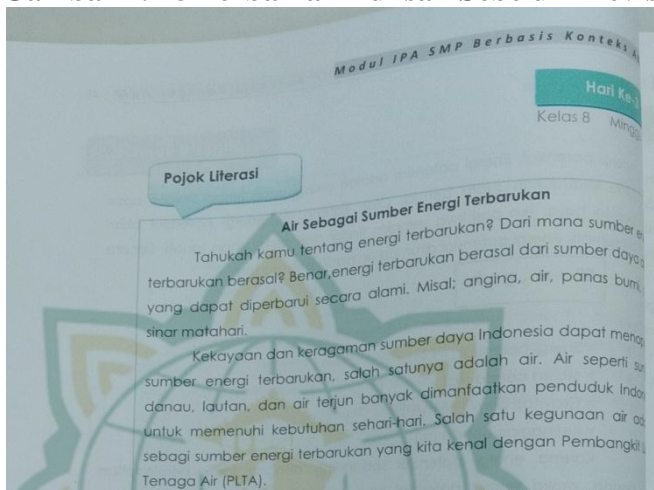 Modul IPA SMP Berbasis Konteks
Hari Ke-3
Kelas 8 Minggu
Pojok Literasi
Air Sebagai Sumber Energi Terbarukan
Tahukah kamu tentang energi terbarukan? Dari mana sumber
terbarukan berasal? Benar,energi terbarukan berasal dari sumber daya
yang dapat diperbarui secara alami. Misal; angina, air, panas bumi,
sinar matahari.
Kekayaan dan keragaman sumber daya Indonesia dapat
sumber energi terbarukan, salah satunya adalah air. Air seperti
danau, lautan, dan air terjun banyak dimanfaatkan penduduk
untuk memenuhi kebutuhan sehari-hari. Salah satu kegunaan air
sebagi sumber energi terbarukan yang kita kenal dengan Pembangkit
Tenaga Air (PLTA).